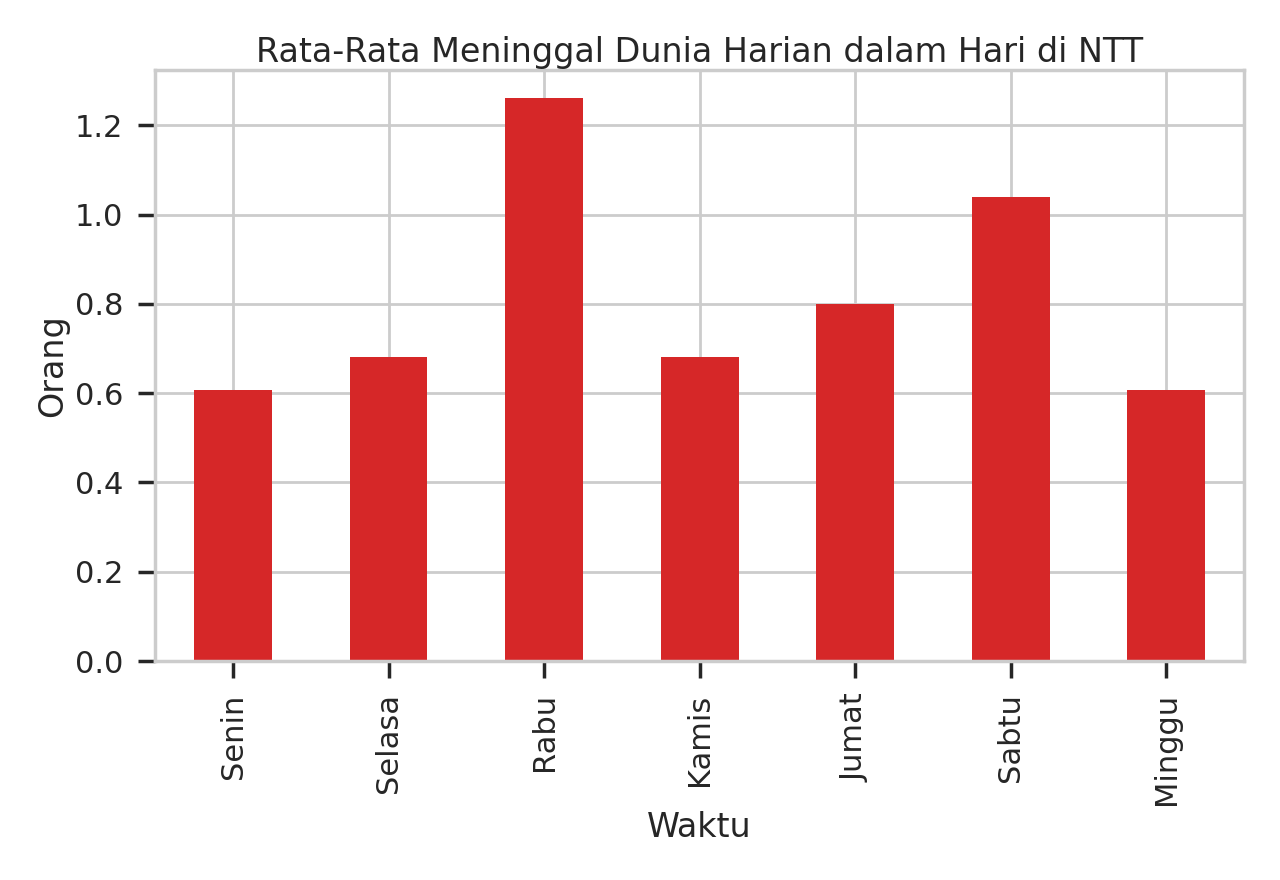 Rata-Rata Meninggal Dunia Harian dalam Hari di NTT
Orang
1.2
1.0
0.8
0.6
0.4
0.2
0.0
Senin
Selasa
Rabu
Kamis
Jumat
Sabtu
Minggu
Waktu